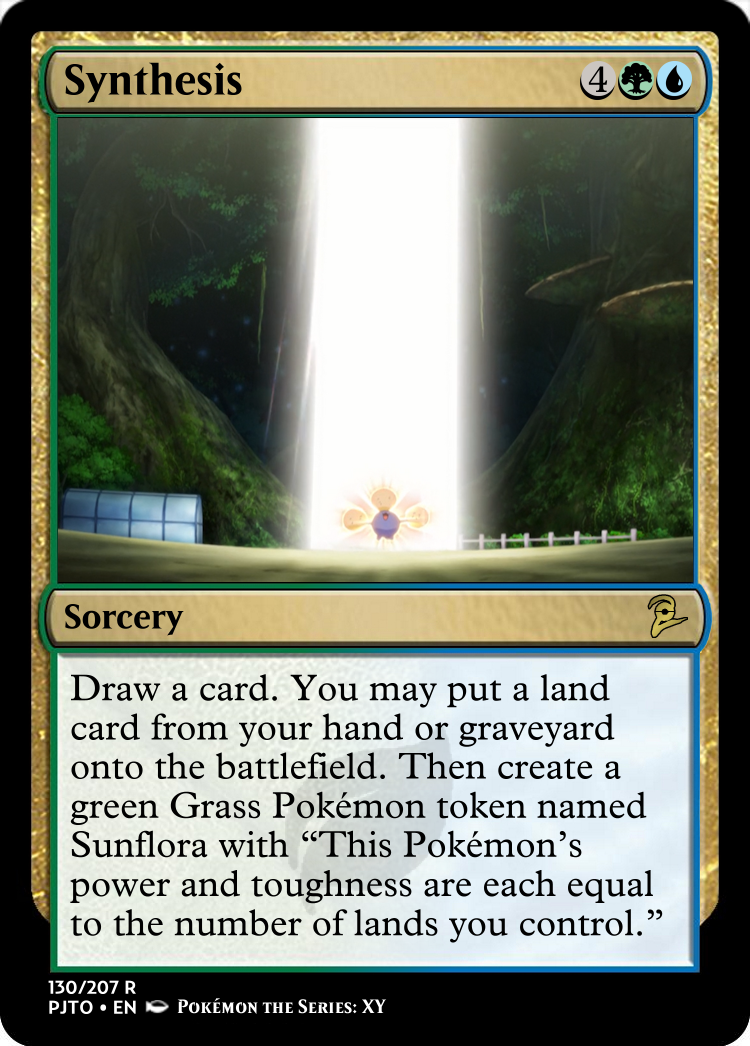 Synthesis 4
Sorcery
Draw a card. You may put a land
card from your hand or graveyard
onto the battlefield. Then create a
green Grass Pokémon token named
Sunflora with “This Pokémon’s
power and toughness are each equal
to the number of lands you control.”
130/207 R
PJTO • EN Pokémon the Series: XY